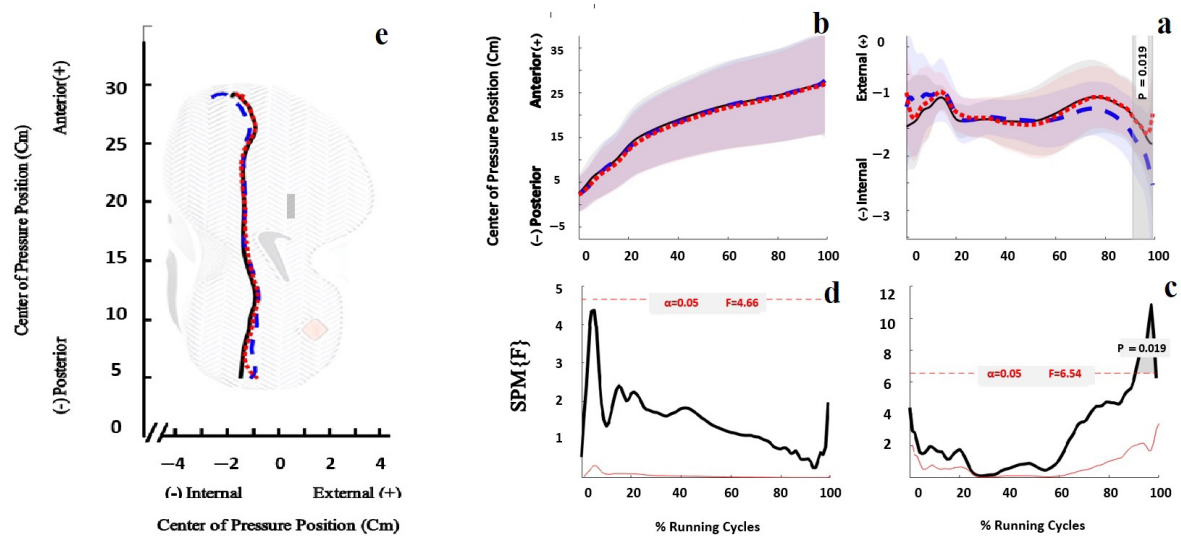 e
Center of Pressure Position (Cm)
(-) Posterior
Anterior(+)
30
25
20
15
10
5
0
−4
−2
0
2
4
(-) Internal
External (+)
Center of Pressure Position (Cm)
b
Center of Pressure Position (Cm)
(-) Posterior
Anterior(+)
35
25
15
5
−5
0
20
40
60
80
100
a
(-) Internal
External (+)
0
−1
−2
−3
P = 0.019
0
20
40
60
80
100
d
SPM{F}
5
4
3
2
1
α=0.05 F=4.66
0
20
40
60
80
100
% Running Cycles
c
12
10
8
6
4
2
P = 0.019
α=0.05 F=6.54
0
20
40
60
80
100
% Running Cycles